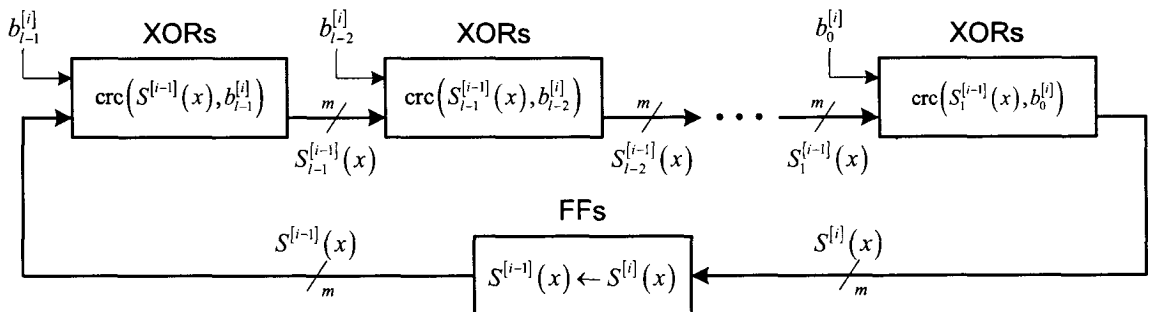 b_{l-1}^{[i]}
XORs
crc(S^{[i-1]}(x), b_{l-1}^{[i]})
m
S_{l-1}^{[i-1]}(x)
b_{l-2}^{[i]}
XORs
crc(S_{l-1}^{[i-1]}(x), b_{l-2}^{[i]})
m
S_{l-2}^{[i-1]}(x)
• • •
m
S_1^{[i-1]}(x)
b_0^{[i]}
XORs
crc(S_1^{[i-1]}(x), b_0^{[i]})
S^{[i-1]}(x)
m
FFs
S^{[i-1]}(x) ← S^{[i]}(x)
S^{[i]}(x)
m